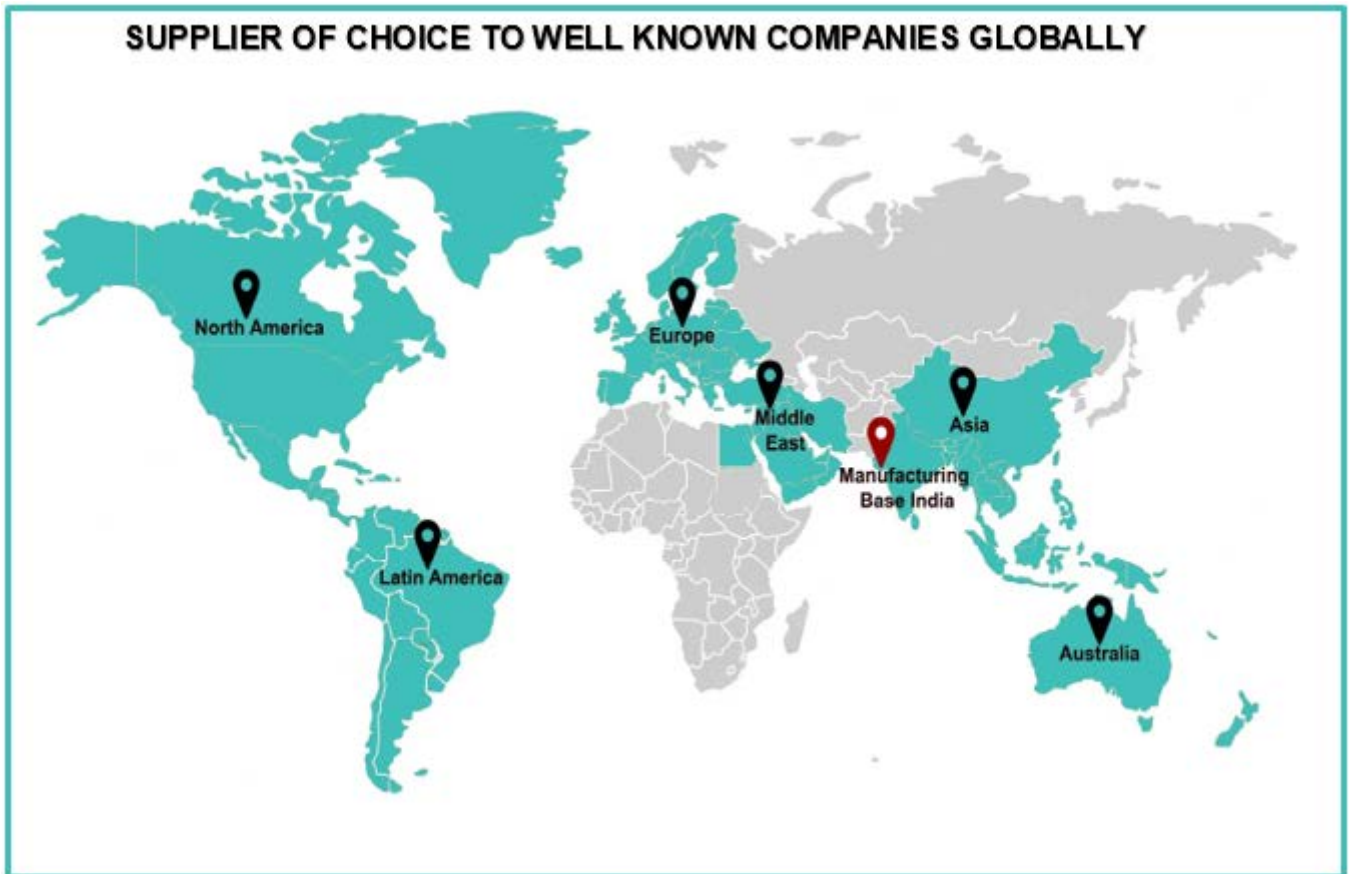 SUPPLIER OF CHOICE TO WELL KNOWN COMPANIES GLOBALLY
North America
Europe
Middle
East
Asia
Manufacturing
Base India
Latin America
Australia